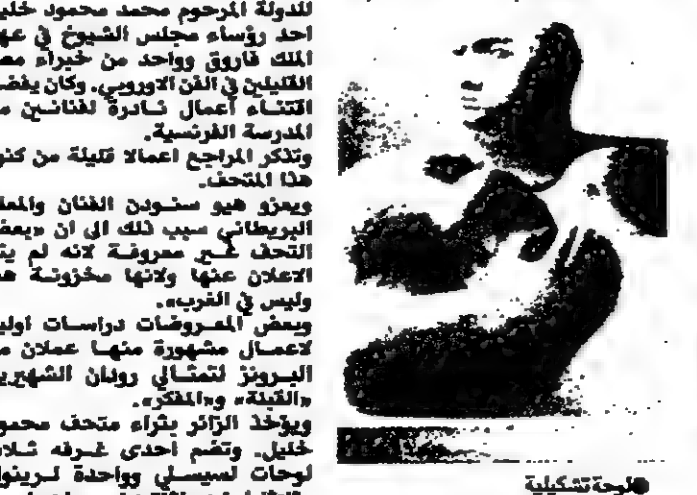 للدولة المرحوم محمد محمود خليل
احد رؤساء مجلس الشيوخ في عهد
الملك فاروق وواحد من خبراء مصر
القليلين في الفن الاوروبي. وكان يفضل
اقتناء أعمال نادرة لفنانين من
المدرسة الفرنسية.
وتذكر المراجع اعمالا قليلة من كنوز
هذا المتحف.
ويعزو هيو ستودن الفنان والمعلق
البريطاني سبب ذلك الى ان «بعض
التحف غير معروفة لانه لم يتم
الاعلان عنها ولانها مخزونة هنا
وليس في الغرب».
وبعض المعروضات دراسات اولية
لاعمال مشهورة منها عملان من
البرونز لتمثالي رودان الشهيرين
«القبلة» و«المفكر».
ويؤخذ الزائر بثراء متحف محمود
خليل. وتضم احدى غرفه ثلاث
لوحات لسيسلي وواحدة لرينوار
لوحة تشكيلية